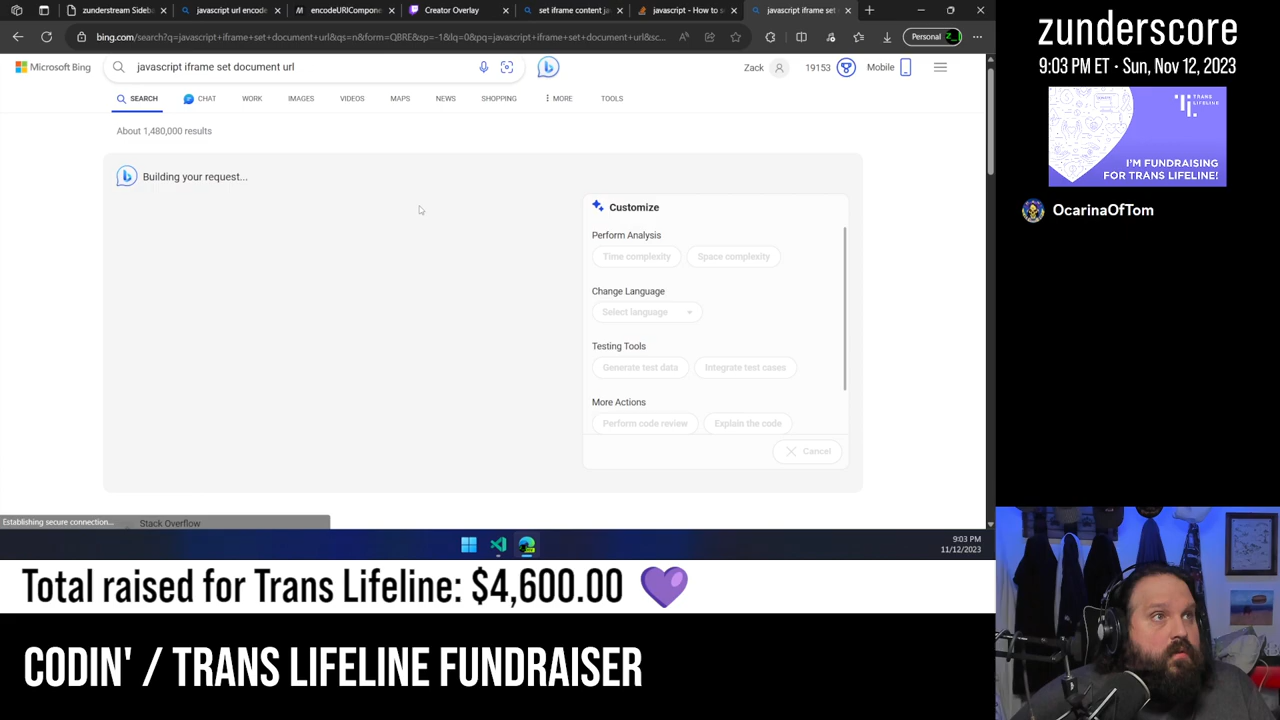 zunderstream Sideba
javascript url encode
encodeURICompone
Creator Overlay
set iframe content ja
javascript - How to s
javascript iframe set
bing.com/search?q=javascript+iframe+set+document+url&qs=n&form=QBRE&sp=-1&lq=0&pq=javascript+iframe+set+document+url&sc...
Personal
Microsoft Bing
javascript iframe set document url
Zack
19153
Mobile
SEARCH
CHAT
WORK
IMAGES
VIDEOS
MAPS
NEWS
SHOPPING
MORE
TOOLS
About 1,480,000 results
Building your request...
Customize
Perform Analysis
Time complexity
Space complexity
Change Language
Select language
Testing Tools
Generate test data
Integrate test cases
More Actions
Perform code review
Explain the code
Cancel
Establishing secure connection...
Stack Overflow
9:03 PM
11/12/2023
zunderscore
9:03 PM ET · Sun, Nov 12, 2023
TRANS
LIFELINE
I'M FUNDRAISING
FOR TRANS LIFELINE!
OcarinaOfTom
Total raised for Trans Lifeline: $4,600.00 💜
CODIN' / TRANS LIFELINE FUNDRAISER